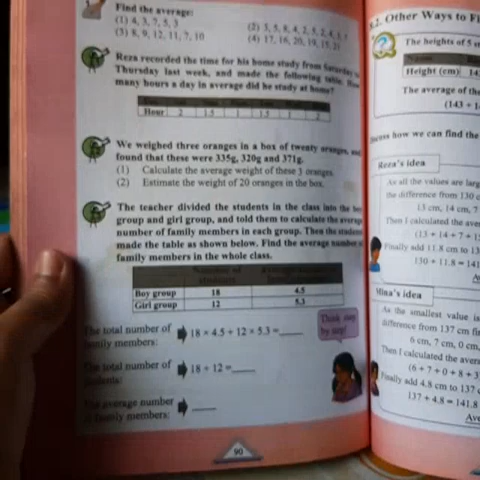 Find the average:
(1) 4, 3, 7, 5, 3
(3) 8, 9, 12, 11, 7, 10
(4) 17, 16, 20, 19, 15, 21
Reza recorded the time for his home study from Saturday to
Thursday last week, and made the following table. How
many hours a day in average did he study at home?
Hour 2 1.5 1 1.5 1 2
We weighed three oranges in a box of twenty oranges, and
found that these were 335g, 320g and 371g.
(1) Calculate the average weight of these 3 oranges.
(2) Estimate the weight of 20 oranges in the box.
The teacher divided the students in the class into the boy
group and girl group, and told them to calculate the average
number of family members in each group. Then the students
made the table as shown below. Find the average number of
family members in the whole class.
Number of
Boy group 18 4.5
Girl group 12 5.3
The total number of
family members:
18 × 4.5 + 12 × 5.3 = ____
Think step
by step!
The total number of
students:
18 + 12 = ____
The average number
of family members:
____
90
Other Ways to
The heights of 5
Height (cm)
The average of the
(143 +
how we can find the
Reza's idea
As all the values are
the difference from 130
13 cm, 14 cm, 7
Then I calculated the
(13 + 14 + 7 +
Finally add 11.8 cm to
130 + 11.8 = 141
Mina's idea
As the smallest value is
difference from 137 cm
6 cm, 7 cm, 0 cm,
Then I calculated the
(6 + 7 + 0 + 8 + 3
Finally add 4.8 cm to 137
137 + 4.8 = 141.8